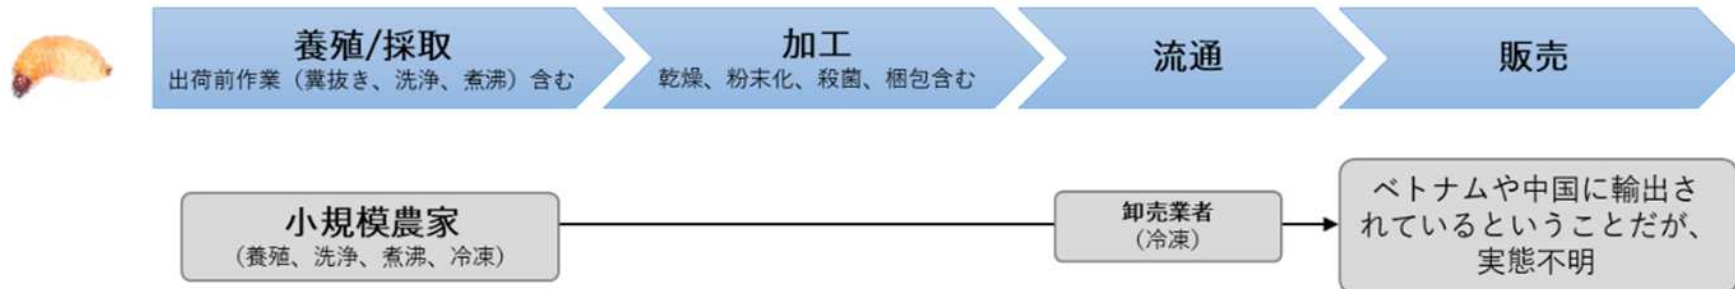 養殖/採取
出荷前作業（糞抜き、洗浄、煮沸）含む
加工
乾燥、粉末化、殺菌、梱包含む
流通
販売
小規模農家
（養殖、洗浄、煮沸、冷凍）
卸売業者
（冷凍）
ベトナムや中国に輸出さ
れているということだが、
実態不明